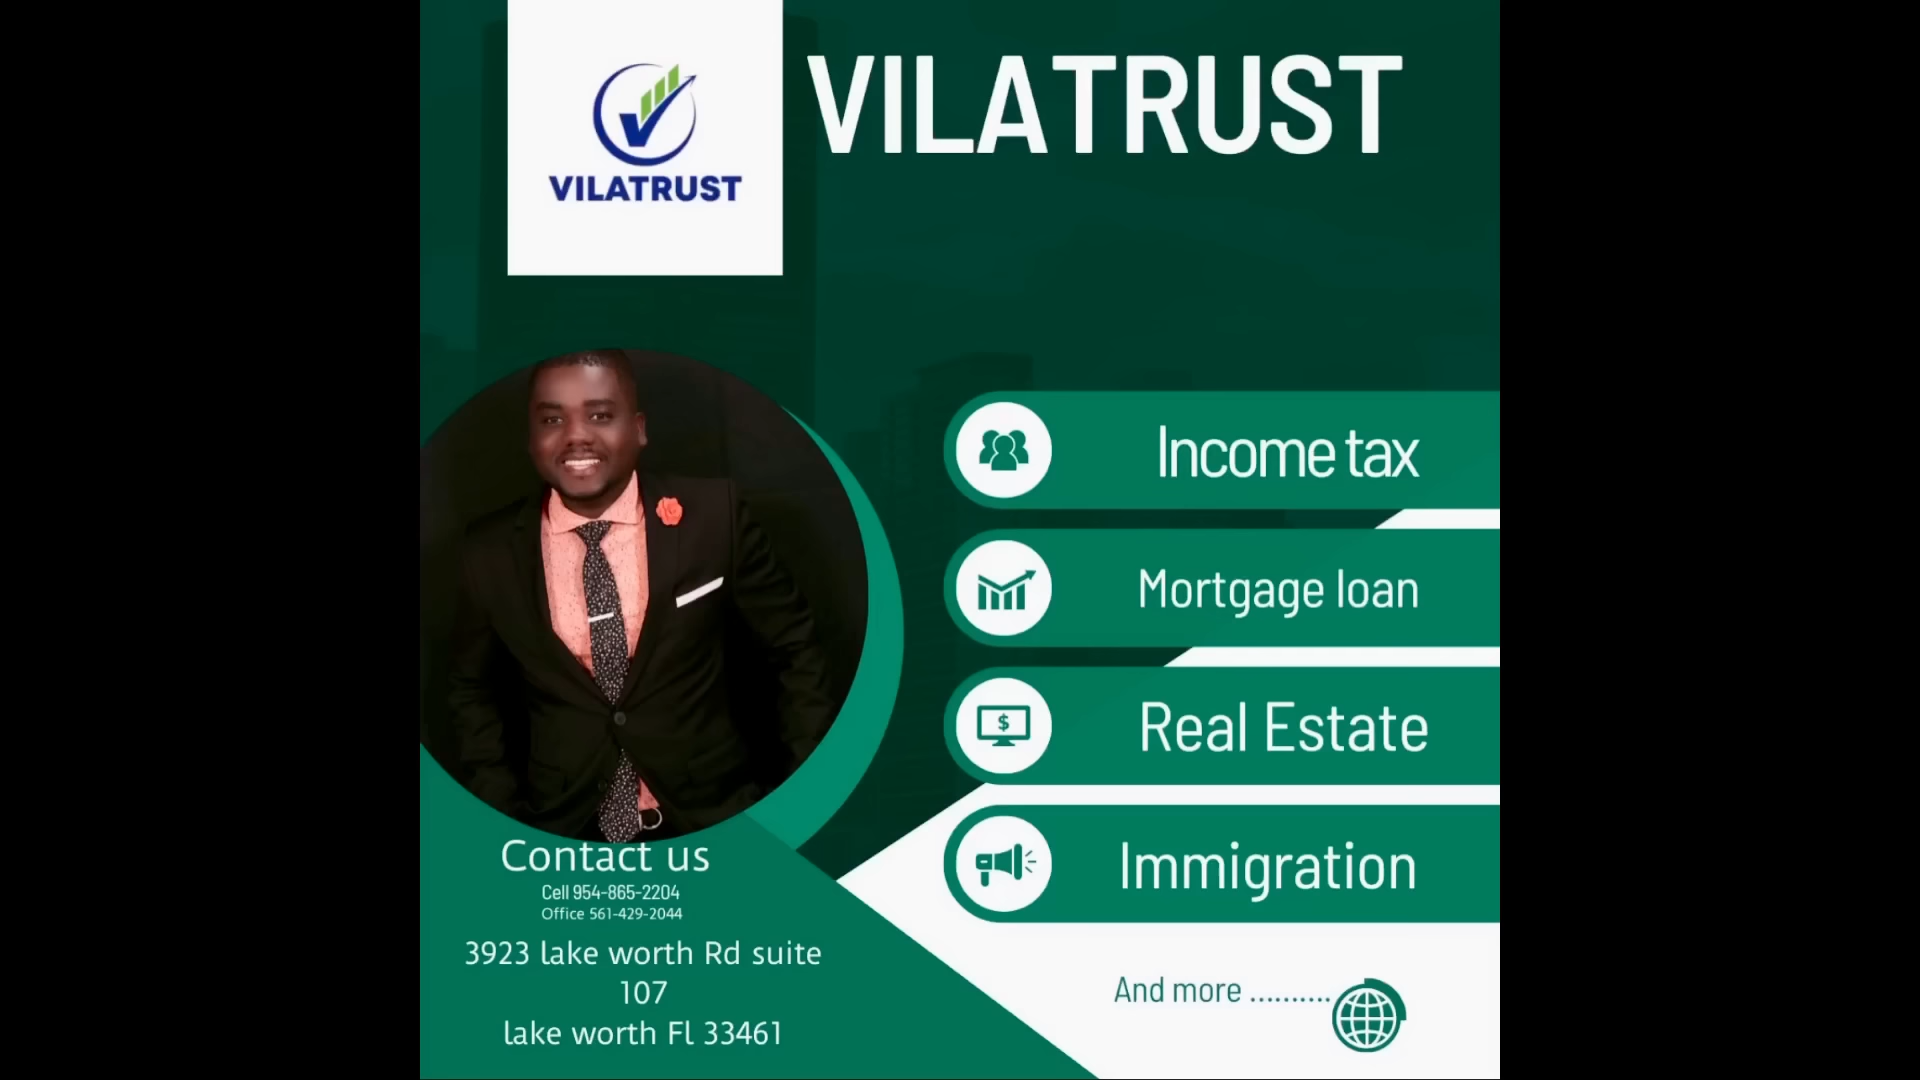 VILATRUST
VILATRUST
Income tax
Mortgage loan
$
Real Estate
Immigration
Contact us
Cell 954-865-2204
Office 561-429-2044
3923 lake worth Rd suite
107
lake worth Fl 33461
And more ..........